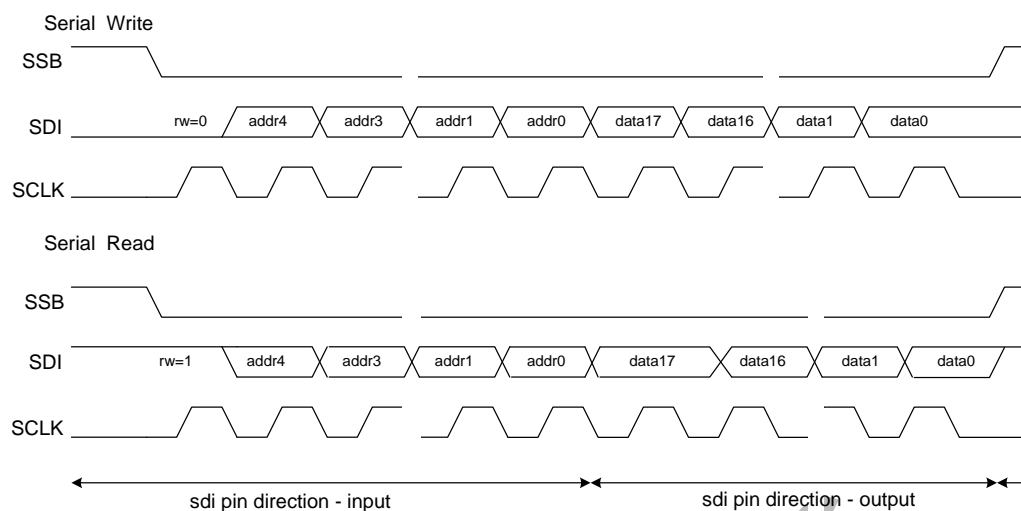 Serial Write
SSB
SDI rw=0 addr4 addr3 addr1 addr0 data17 data16 data1 data0
SCLK
Serial Read
SSB
SDI rw=1 addr4 addr3 addr1 addr0 data17 data16 data1 data0
SCLK
sdi pin direction - input sdi pin direction - output